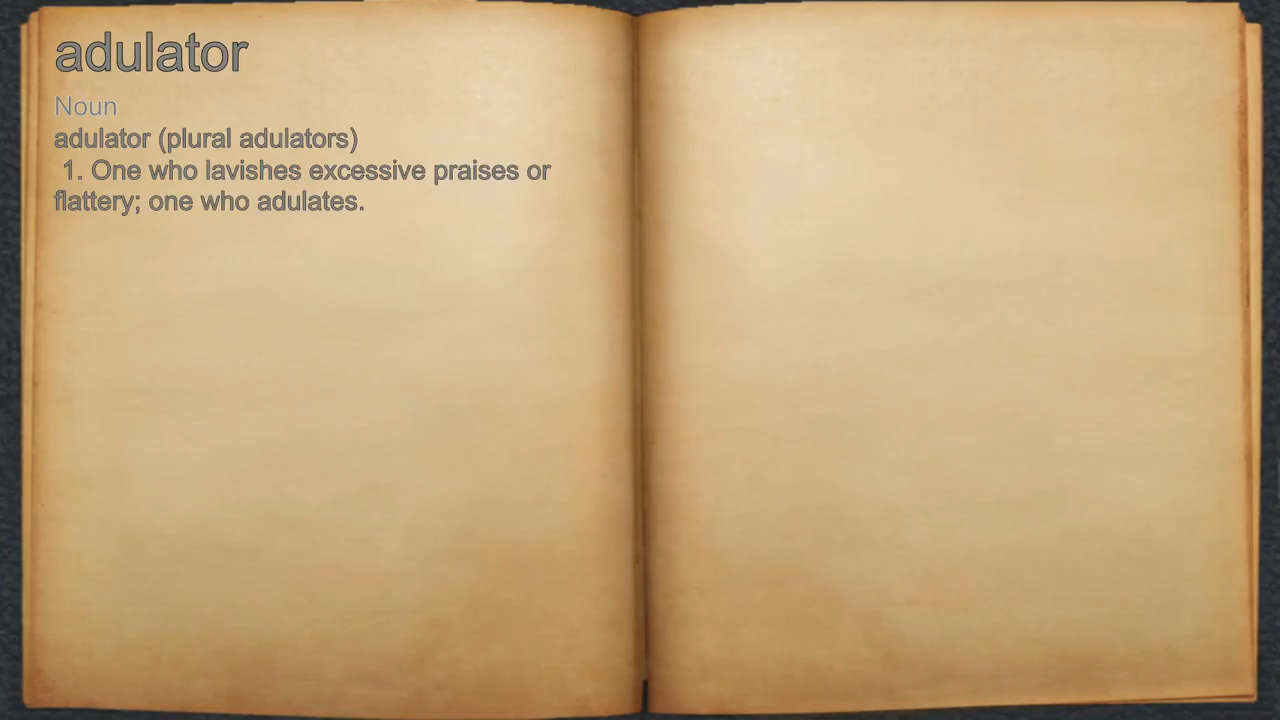 adulator
Noun
adulator (plural adulators)
1. One who lavishes excessive praises or
flattery; one who adulates.